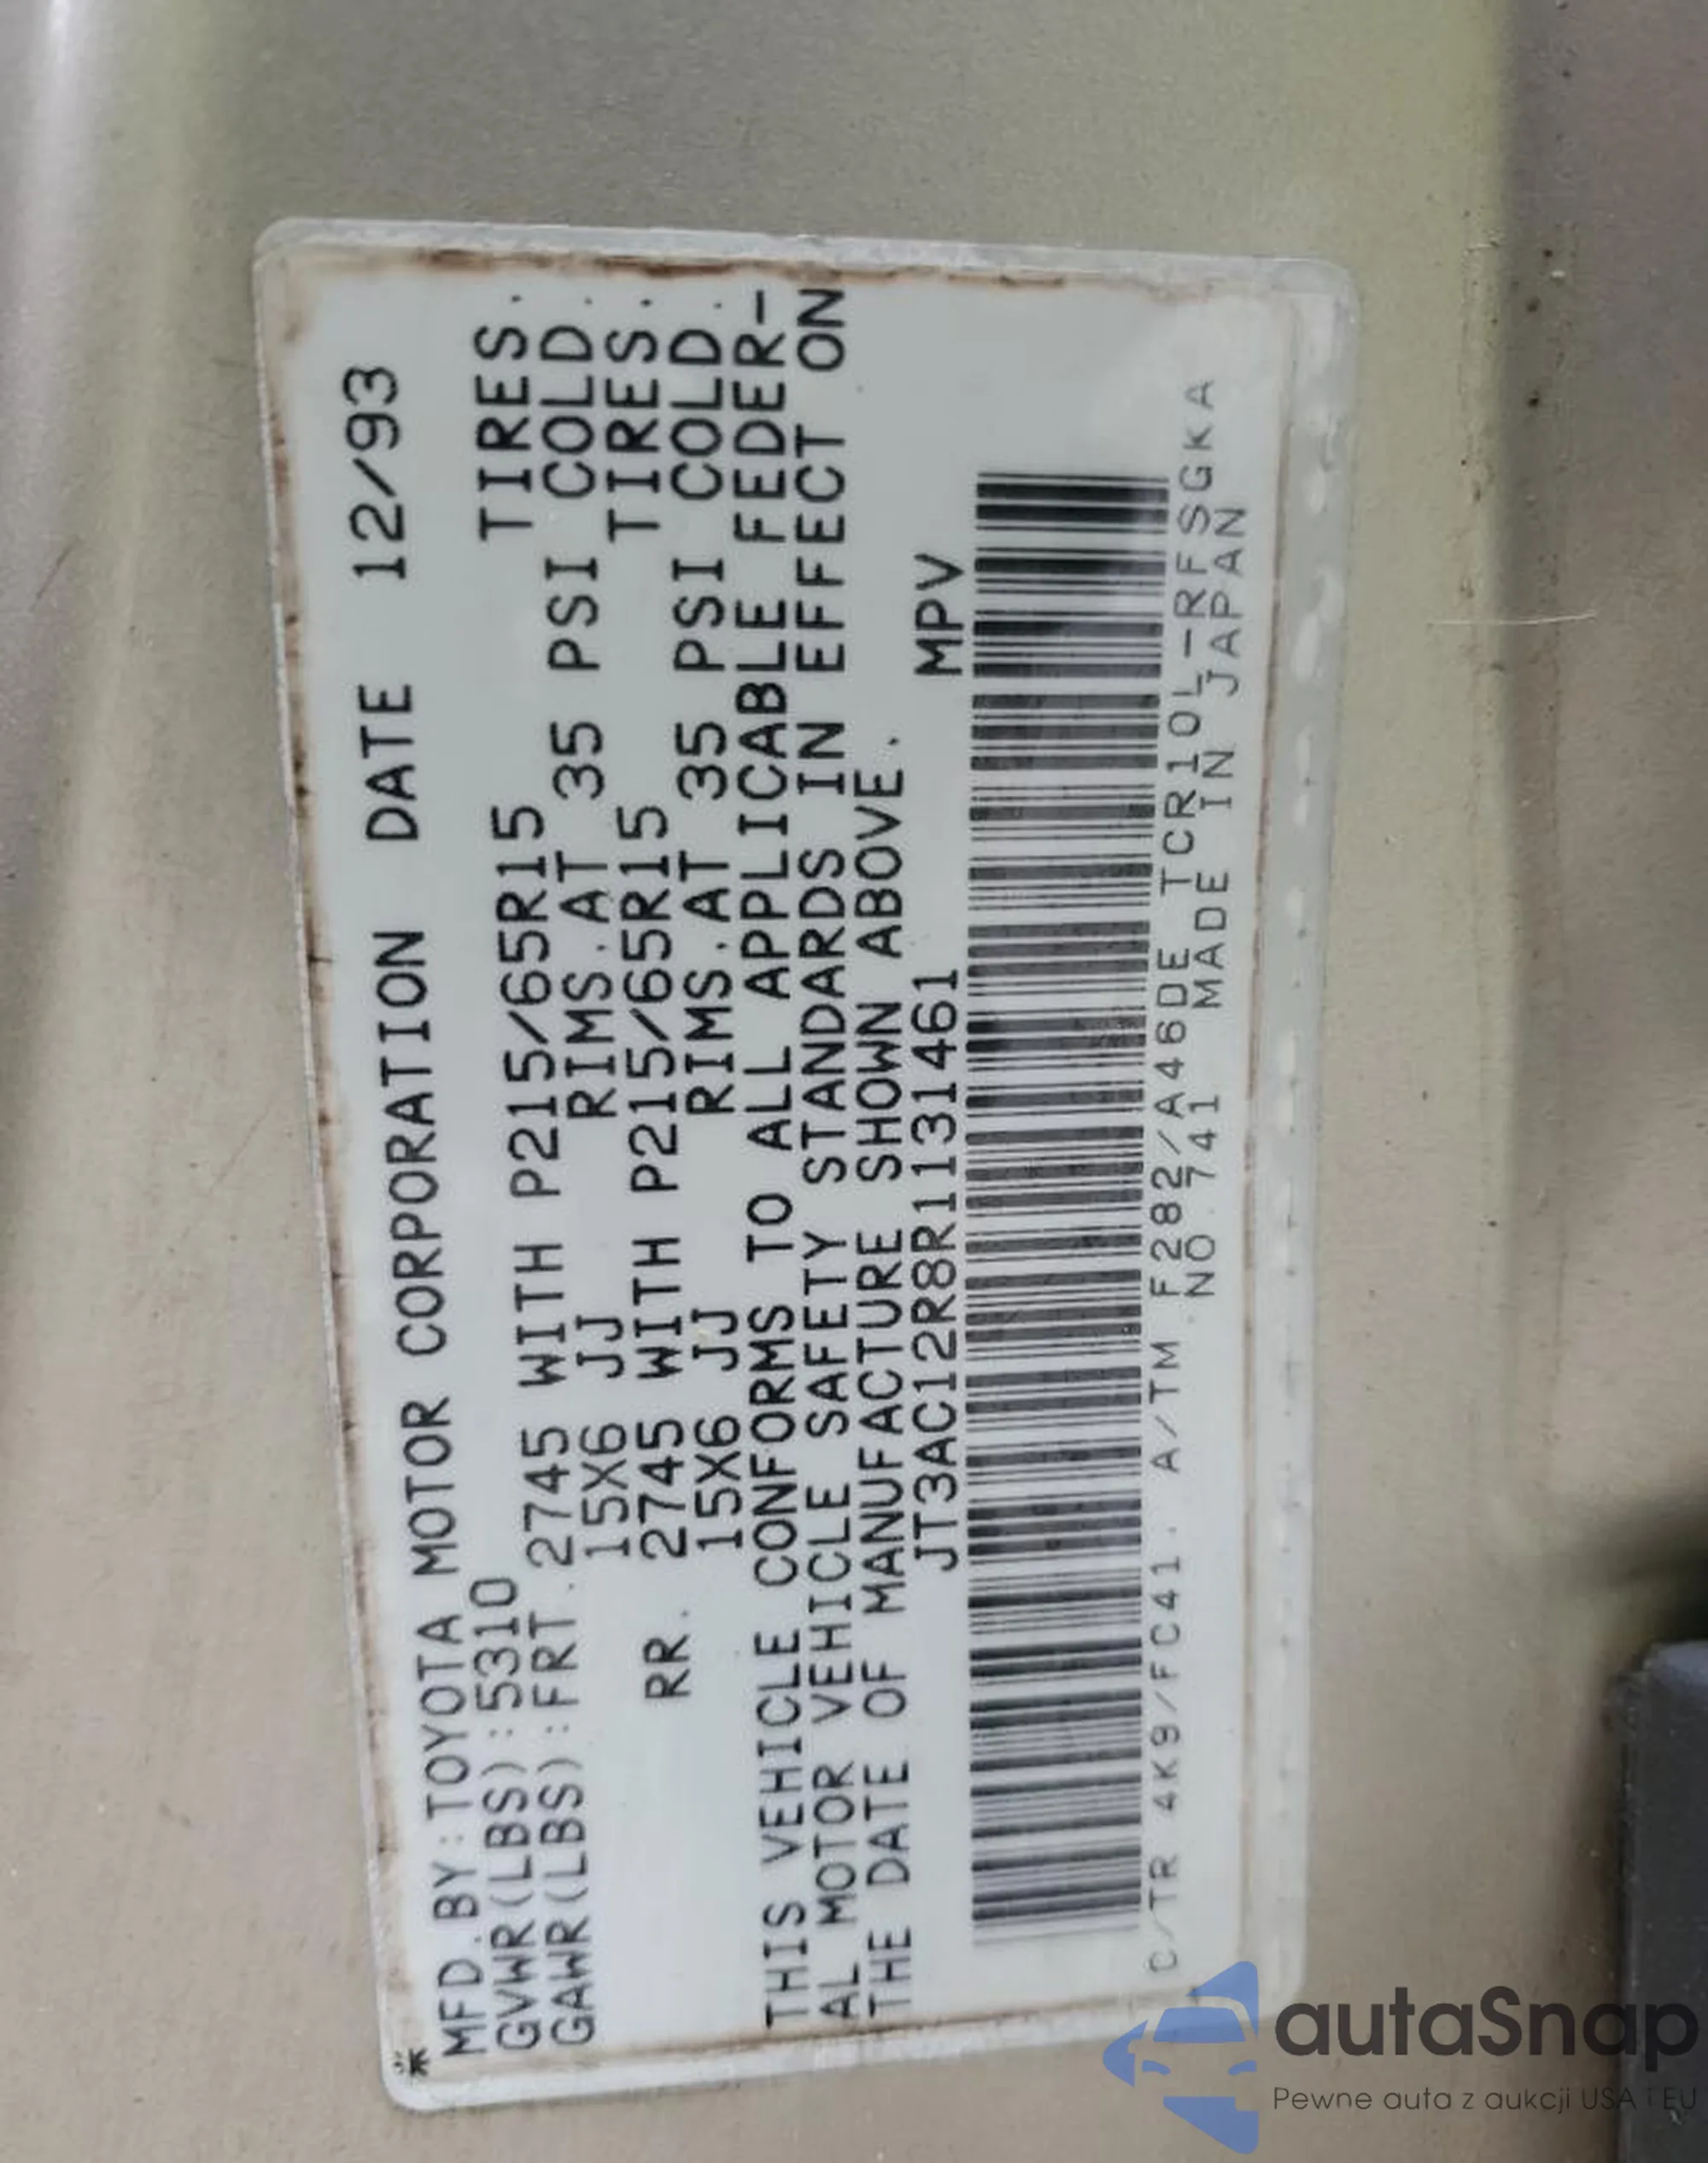 MFD.BY:TOYOTA MOTOR CORPORATION DATE 12/93
GVWR(LBS):5310
GAWR(LBS):FRT.2745 WITH P215/65R15 TIRES.
15X6 JJ RIMS.AT 35 PSI COLD.
RR. 2745 WITH P215/65R15 TIRES.
15X6 JJ RIMS.AT 35 PSI COLD.
THIS VEHICLE CONFORMS TO ALL APPLICABLE FEDER-
AL MOTOR VEHICLE SAFETY STANDARDS IN EFFECT ON
THE DATE OF MANUFACTURE SHOWN ABOVE.
JT3AC12R8R1131461 MPV
C/TR 4K9/FC41. A/TM F282/A46DE TCR10L-RFSGKA
NO.741 MADE IN JAPAN
autaSnap
Pewne auta z aukcji USA i EU